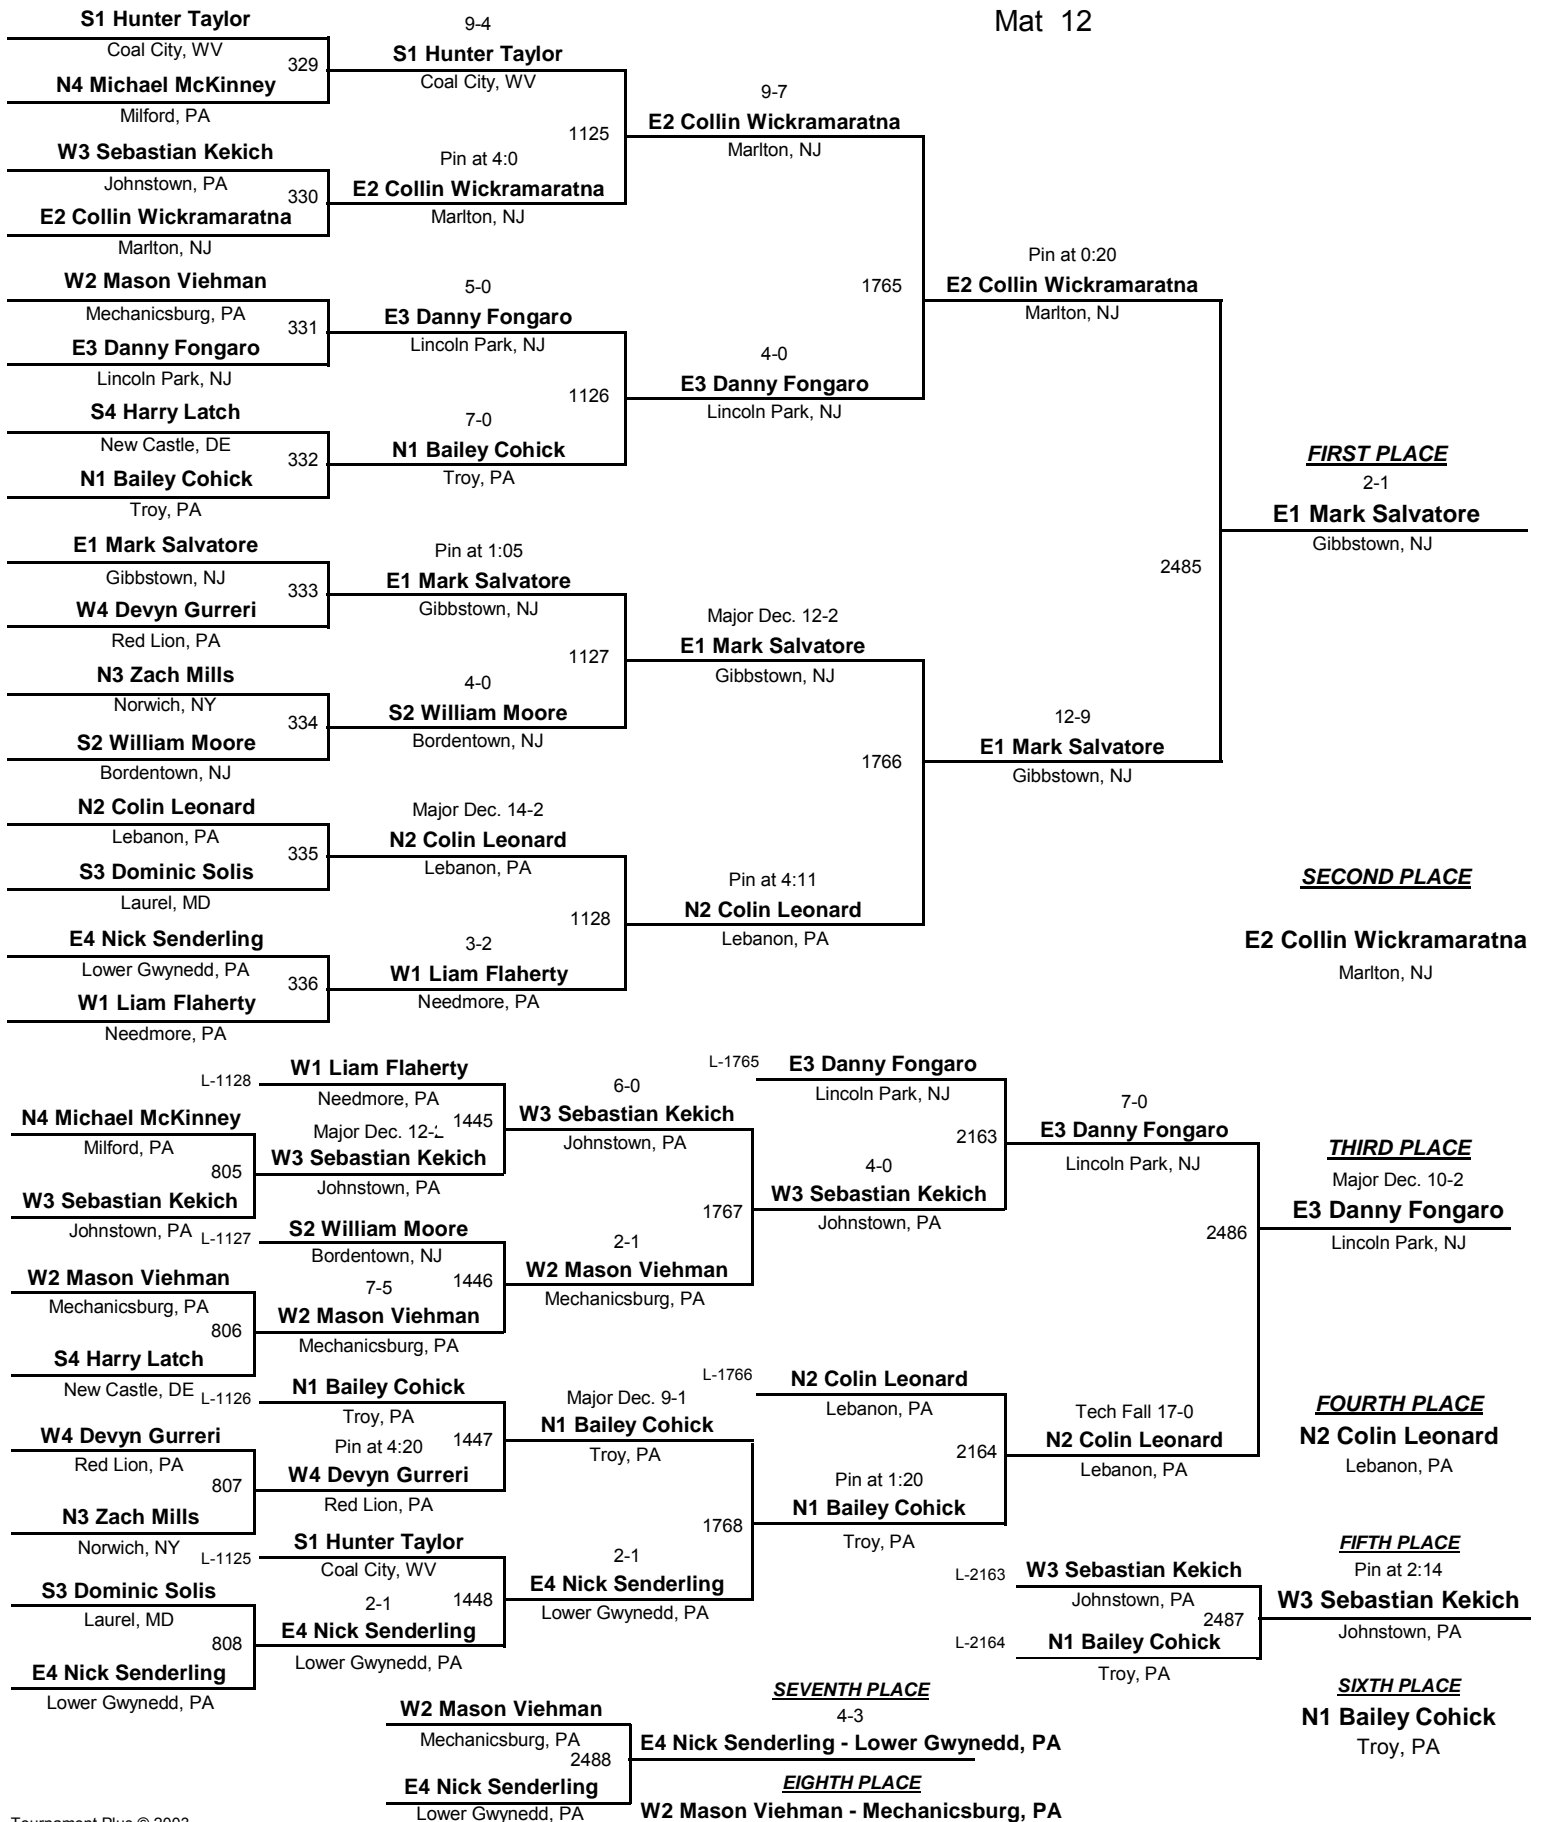 Mat 12
S1 Hunter Taylor
Coal City, WV
329
N4 Michael McKinney
Milford, PA
W3 Sebastian Kekich
Johnstown, PA
330
E2 Collin Wickramaratna
Marlton, NJ
W2 Mason Viehman
Mechanicsburg, PA
331
E3 Danny Fongaro
Lincoln Park, NJ
S4 Harry Latch
New Castle, DE
332
N1 Bailey Cohick
Troy, PA
E1 Mark Salvatore
Gibbstown, NJ
333
W4 Devyn Gurreri
Red Lion, PA
N3 Zach Mills
Norwich, NY
334
S2 William Moore
Bordentown, NJ
N2 Colin Leonard
Lebanon, PA
335
S3 Dominic Solis
Laurel, MD
E4 Nick Senderling
Lower Gwynedd, PA
336
W1 Liam Flaherty
Needmore, PA
9-4
S1 Hunter Taylor
Coal City, WV
1125
Pin at 4:0
E2 Collin Wickramaratna
Marlton, NJ
5-0
E3 Danny Fongaro
Lincoln Park, NJ
1126
7-0
N1 Bailey Cohick
Troy, PA
Pin at 1:05
E1 Mark Salvatore
Gibbstown, NJ
1127
4-0
S2 William Moore
Bordentown, NJ
Major Dec. 14-2
N2 Colin Leonard
Lebanon, PA
1128
3-2
W1 Liam Flaherty
Needmore, PA
9-7
E2 Collin Wickramaratna
Marlton, NJ
1765
4-0
E3 Danny Fongaro
Lincoln Park, NJ
Major Dec. 12-2
E1 Mark Salvatore
Gibbstown, NJ
1766
Pin at 4:11
N2 Colin Leonard
Lebanon, PA
Pin at 0:20
E2 Collin Wickramaratna
Marlton, NJ
2485
12-9
E1 Mark Salvatore
Gibbstown, NJ
FIRST PLACE
2-1
E1 Mark Salvatore
Gibbstown, NJ
SECOND PLACE
E2 Collin Wickramaratna
Marlton, NJ
N4 Michael McKinney
Milford, PA
805
W3 Sebastian Kekich
Johnstown, PA
W2 Mason Viehman
Mechanicsburg, PA
806
S4 Harry Latch
New Castle, DE
W4 Devyn Gurreri
Red Lion, PA
807
N3 Zach Mills
Norwich, NY
S3 Dominic Solis
Laurel, MD
808
E4 Nick Senderling
Lower Gwynedd, PA
L-1128
W1 Liam Flaherty
Needmore, PA
1445
Major Dec. 12-2
W3 Sebastian Kekich
Johnstown, PA
L-1127
S2 William Moore
Bordentown, NJ
1446
7-5
W2 Mason Viehman
Mechanicsburg, PA
L-1126
N1 Bailey Cohick
Troy, PA
1447
Pin at 4:20
W4 Devyn Gurreri
Red Lion, PA
L-1125
S1 Hunter Taylor
Coal City, WV
1448
2-1
E4 Nick Senderling
Lower Gwynedd, PA
6-0
W3 Sebastian Kekich
Johnstown, PA
1767
2-1
W2 Mason Viehman
Mechanicsburg, PA
Major Dec. 9-1
N1 Bailey Cohick
Troy, PA
1768
2-1
E4 Nick Senderling
Lower Gwynedd, PA
L-1765
E3 Danny Fongaro
Lincoln Park, NJ
2163
4-0
W3 Sebastian Kekich
Johnstown, PA
L-1766
N2 Colin Leonard
Lebanon, PA
2164
Pin at 1:20
N1 Bailey Cohick
Troy, PA
7-0
E3 Danny Fongaro
Lincoln Park, NJ
2486
Tech Fall 17-0
N2 Colin Leonard
Lebanon, PA
THIRD PLACE
Major Dec. 10-2
E3 Danny Fongaro
Lincoln Park, NJ
FOURTH PLACE
N2 Colin Leonard
Lebanon, PA
L-2163
W3 Sebastian Kekich
Johnstown, PA
2487
L-2164
N1 Bailey Cohick
Troy, PA
FIFTH PLACE
Pin at 2:14
W3 Sebastian Kekich
Johnstown, PA
SIXTH PLACE
N1 Bailey Cohick
Troy, PA
W2 Mason Viehman
Mechanicsburg, PA
2488
E4 Nick Senderling
Lower Gwynedd, PA
SEVENTH PLACE
4-3
E4 Nick Senderling - Lower Gwynedd, PA
EIGHTH PLACE
W2 Mason Viehman - Mechanicsburg, PA
Tournament Plus © 2003